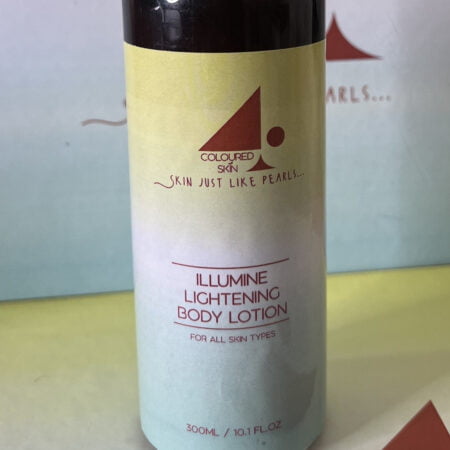 COLOURED
SKIN
SKIN JUST LIKE PEARLS...
ILLUMINE
LIGHTENING
BODY LOTION
FOR ALL SKIN TYPES
300ML / 10.1 FL.OZ
PEARLS...